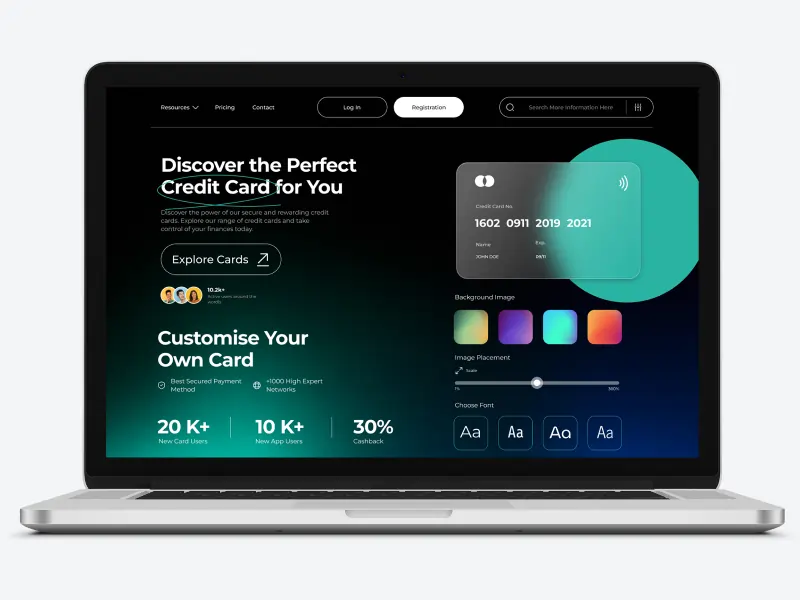 Resources
Pricing
Contact
Log In
Registration
Search More Information Here
Discover the Perfect
Credit Card for You
Discover the power of our secure and rewarding credit
cards. Explore our range of credit cards and take
control of your finances today.
Explore Cards
10.2k+
Active users around the
world's
Customise Your
Own Card
Best Secured Payment
Method
+1000 High Expert
Networks
20 K+
New Card Users
10 K+
New App Users
30%
Cashback
Credit Card No.
1602 0911 2019 2021
Name
Exp.
JOHN DOE
09/11
Background Image
Image Placement
Scale
1%
360%
Choose Font
Aa
Aa
Aa
Aa